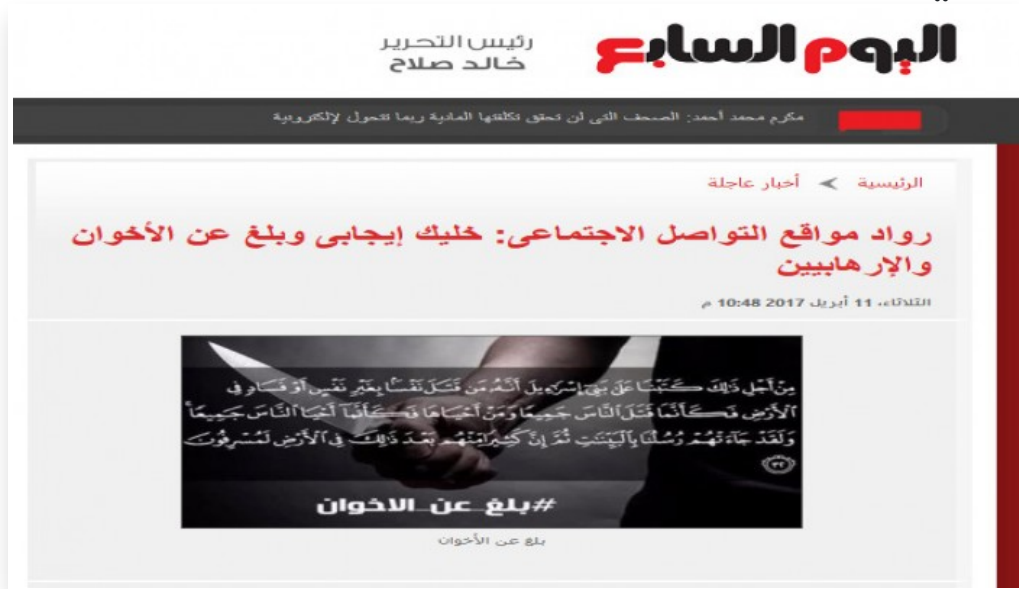 اليوم السابع
رئيس التحرير
خالد صلاح
مكرم محمد أحمد: الصحف التى لن تحقق تكلفتها المادية ربما تتحول لإلكترونية
الرئيسية > أخبار عاجلة
رواد مواقع التواصل الاجتماعى: خليك إيجابى وبلغ عن الأخوان
والإرهابيين
الثلاثاء، 11 أبريل 2017 10:48 م
مِنْ أَجْلِ ذَٰلِكَ كَتَبْنَا عَلَىٰ بَنِي إِسْرَائِيلَ أَنَّهُ مَن قَتَلَ نَفْسًا بِغَيْرِ نَفْسٍ أَوْ فَسَادٍ فِي
الْأَرْضِ فَكَأَنَّمَا قَتَلَ النَّاسَ جَمِيعًا وَمَنْ أَحْيَاهَا فَكَأَنَّمَا أَحْيَا النَّاسَ جَمِيعًا
وَلَقَدْ جَاءَتْهُمْ رُسُلُنَا بِالْبَيِّنَاتِ ثُمَّ إِنَّ كَثِيرًا مِّنْهُم بَعْدَ ذَٰلِكَ فِي الْأَرْضِ لَمُسْرِفُونَ
٣٢
#بلغ_عن_الاخوان
بلغ عن الأخوان